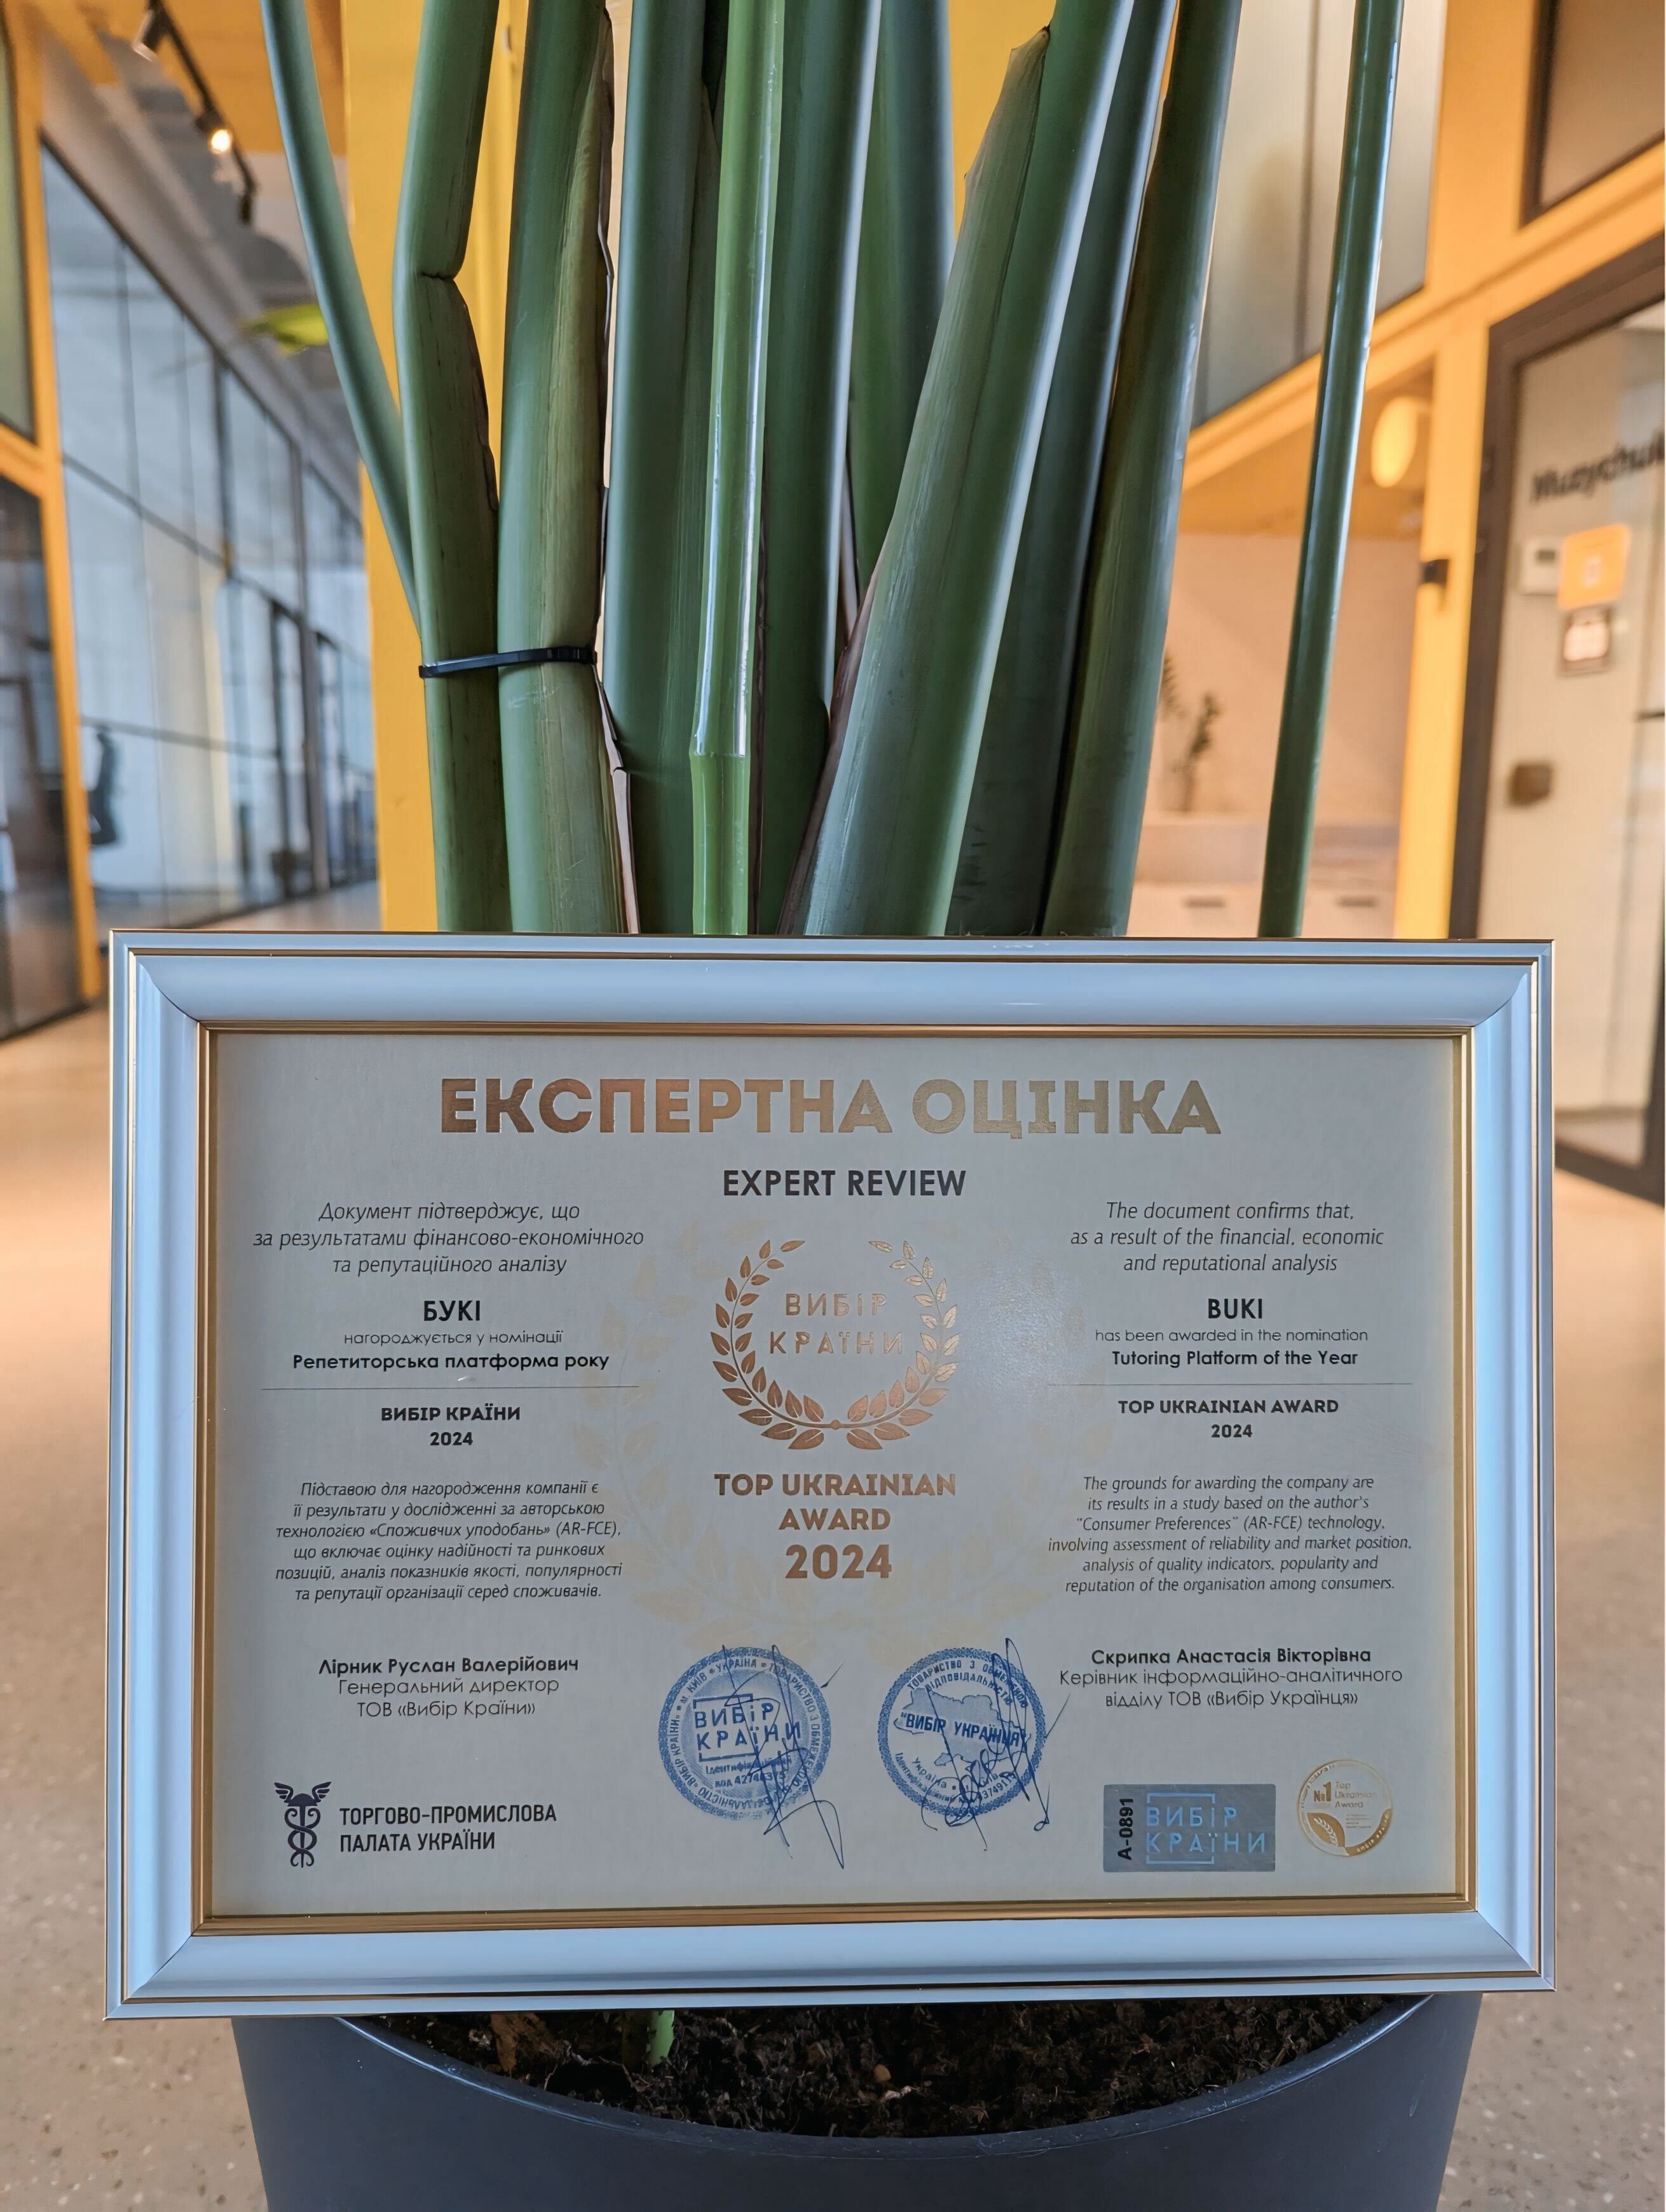 ЕКСПЕРТНА ОЦІНКА
EXPERT REVIEW
Документ підтверджує, що
за результатами фінансово-економічного
та репутаційного аналізу
БУКІ
нагороджується у номінації
Репетиторська платформа року
ВИБІР КРАЇНИ
2024
Підставою для нагородження компанії є
її результати у дослідженні за авторською
технологією «Споживчих уподобань» (AR-FCE),
що включає оцінку надійності та ринкових
позицій, аналіз показників якості, популярності
та репутації організації серед споживачів.
Лірник Руслан Валерійович
Генеральний директор
ТОВ «Вибір Країни»
ТОРГОВО-ПРОМИСЛОВА
ПАЛАТА УКРАЇНИ
ВИБІР
КРАЇНИ
TOP UKRAINIAN
AWARD
2024
ВИБІР
КРАЇНИ
"ВИБІР УКРАЇНЦЯ"
The document confirms that,
as a result of the financial, economic
and reputational analysis
BUKI
has been awarded in the nomination
Tutoring Platform of the Year
TOP UKRAINIAN AWARD
2024
The grounds for awarding the company are
its results in a study based on the author's
"Consumer Preferences" (AR-FCE) technology,
involving assessment of reliability and market position,
analysis of quality indicators, popularity and
reputation of the organisation among consumers.
Скрипка Анастасія Вікторівна
Керівник інформаційно-аналітичного
відділу ТОВ «Вибір Українця»
A-0891
ВИБІР
КРАЇНИ
№1 Top
Ukrainian
Award